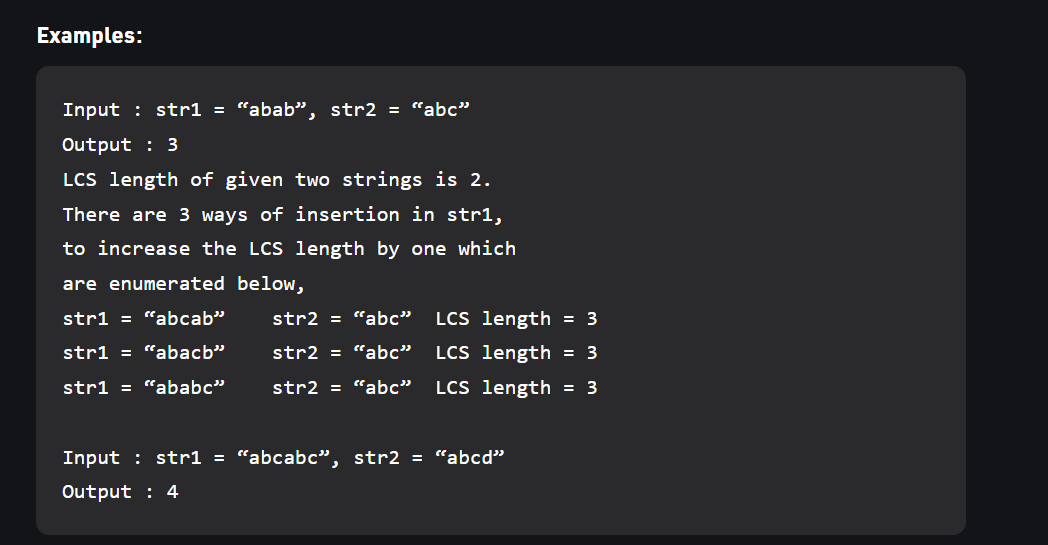 Examples:
Input : str1 = “abab”, str2 = “abc”
Output : 3
LCS length of given two strings is 2.
There are 3 ways of insertion in str1,
to increase the LCS length by one which
are enumerated below,
str1 = “abcab”    str2 = “abc”  LCS length = 3
str1 = “abacb”    str2 = “abc”  LCS length = 3
str1 = “ababc”    str2 = “abc”  LCS length = 3
Input : str1 = “abcabc”, str2 = “abcd”
Output : 4